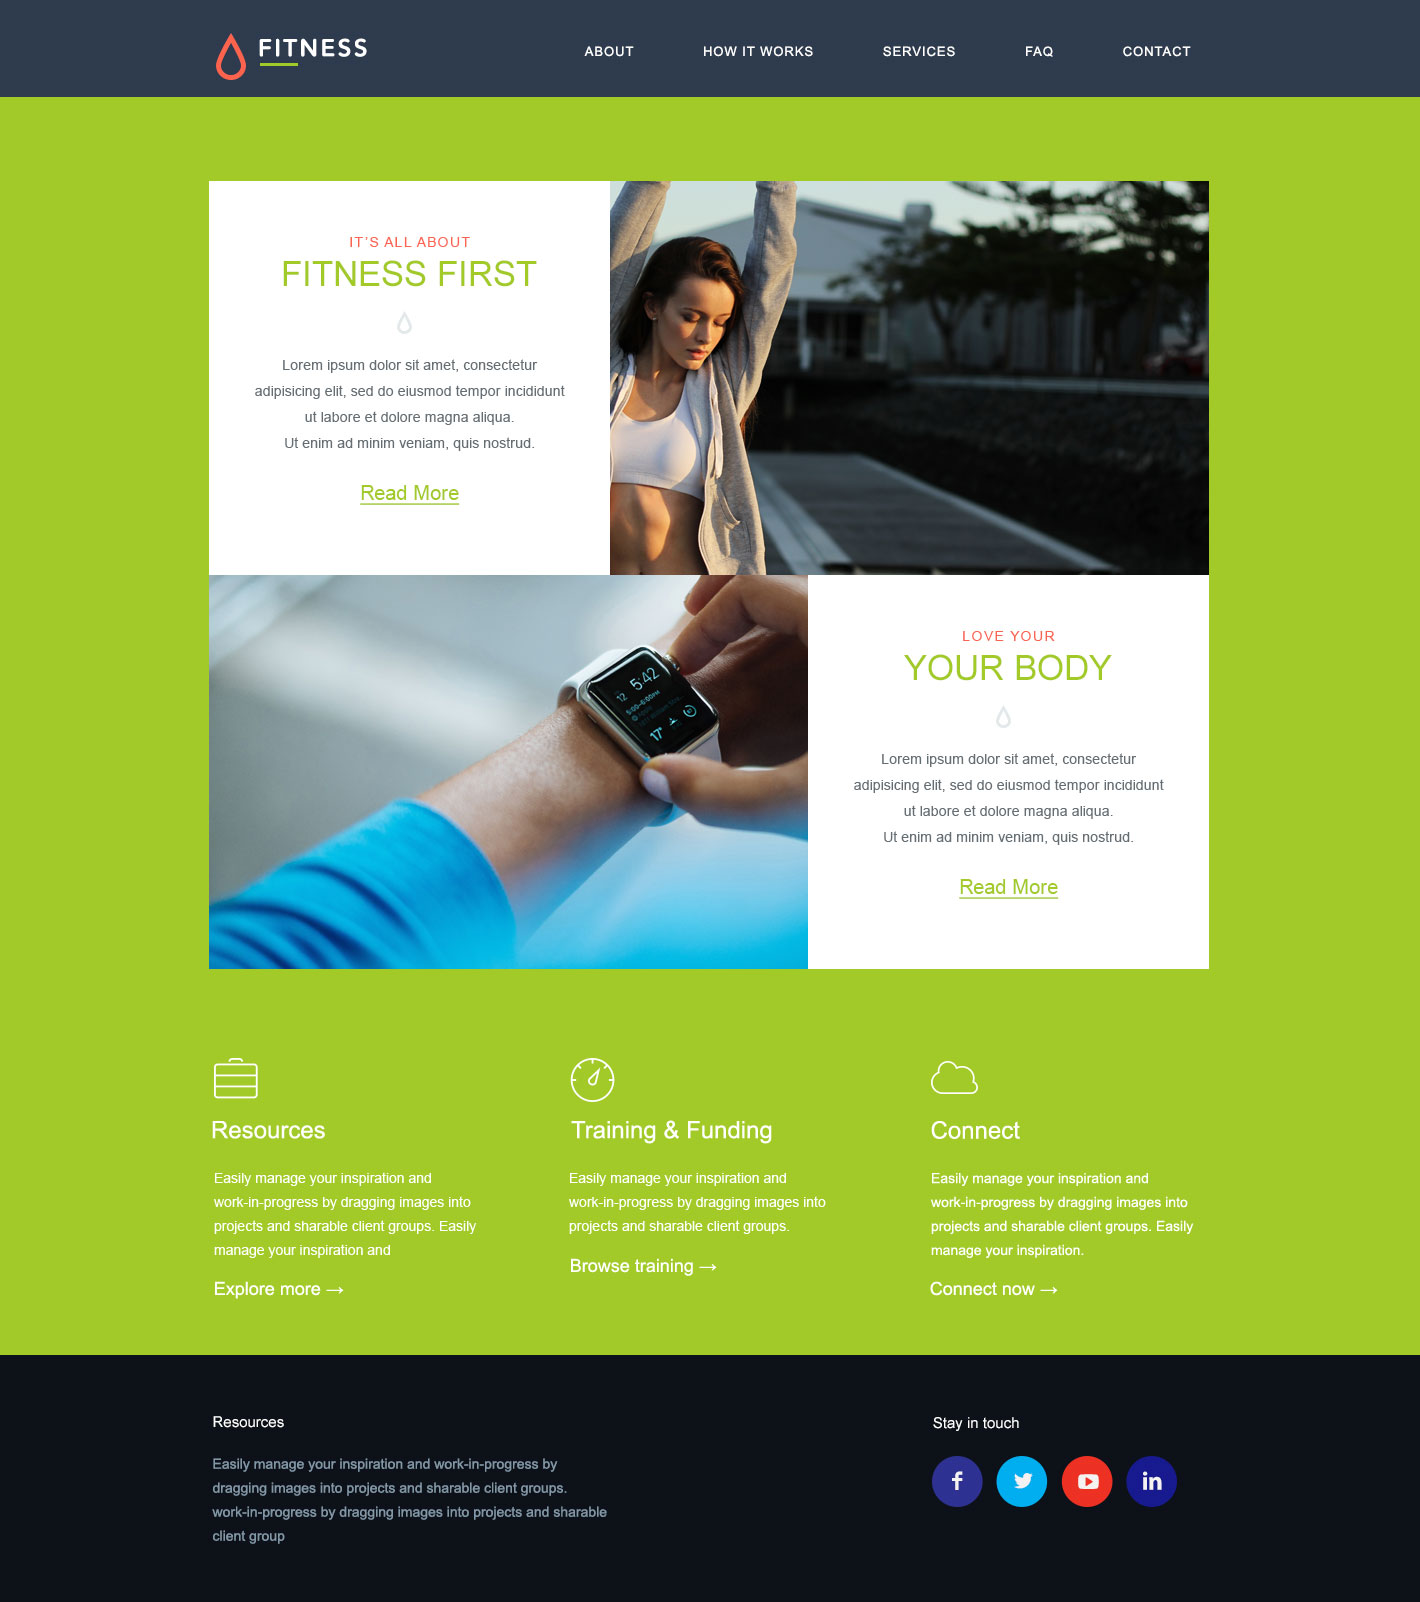 FITNESS
ABOUT
HOW IT WORKS
SERVICES
FAQ
CONTACT
IT'S ALL ABOUT
FITNESS FIRST
Lorem ipsum dolor sit amet, consectetur
adipisicing elit, sed do eiusmod tempor incididunt
ut labore et dolore magna aliqua.
Ut enim ad minim veniam, quis nostrud.
Read More
12 5:42
5:00–6:00PM
17°
LOVE YOUR
YOUR BODY
Lorem ipsum dolor sit amet, consectetur
adipisicing elit, sed do eiusmod tempor incididunt
ut labore et dolore magna aliqua.
Ut enim ad minim veniam, quis nostrud.
Read More
Resources
Easily manage your inspiration and
work-in-progress by dragging images into
projects and sharable client groups. Easily
manage your inspiration and
Explore more →
Training & Funding
Easily manage your inspiration and
work-in-progress by dragging images into
projects and sharable client groups.
Browse training →
Connect
Easily manage your inspiration and
work-in-progress by dragging images into
projects and sharable client groups. Easily
manage your inspiration.
Connect now →
Resources
Easily manage your inspiration and work-in-progress by
dragging images into projects and sharable client groups.
work-in-progress by dragging images into projects and sharable
client group
Stay in touch
f
in